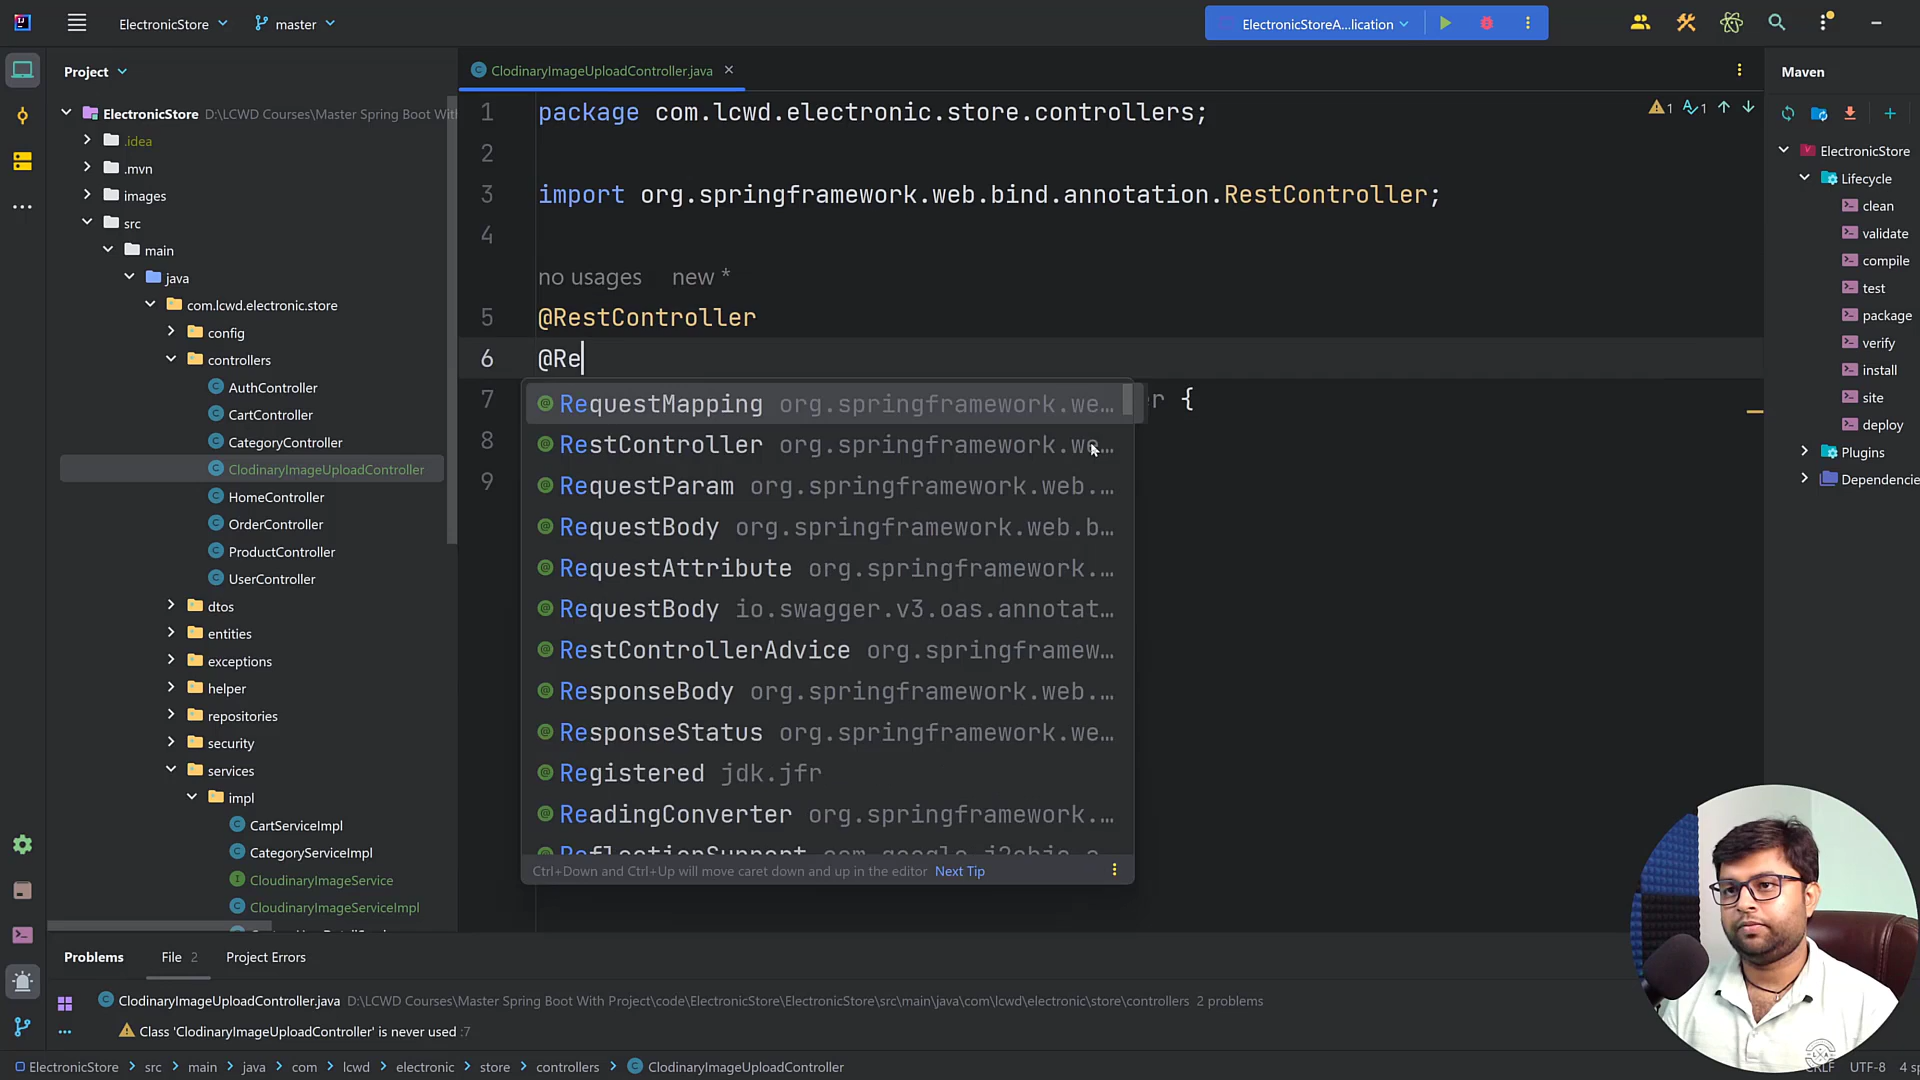 ElectronicStore
master
ElectronicStoreA...lication
Project
ClodinaryImageUploadController.java
Maven
ElectronicStore D:\LCWD Courses\Master Spring Boot With
.idea
.mvn
images
src
main
java
com.lcwd.electronic.store
config
controllers
AuthController
CartController
CategoryController
ClodinaryImageUploadController
HomeController
OrderController
ProductController
UserController
dtos
entities
exceptions
helper
repositories
security
services
impl
CartServiceImpl
CategoryServiceImpl
CloudinaryImageService
CloudinaryImageServiceImpl
1 package com.lcwd.electronic.store.controllers;
2
3 import org.springframework.web.bind.annotation.RestController;
4
no usages new *
5 @RestController
6 @Re
7 r {
8
9
1 1
RequestMapping org.springframework.we...
RestController org.springframework.we...
RequestParam org.springframework.web....
RequestBody org.springframework.web.b...
RequestAttribute org.springframework....
RequestBody io.swagger.v3.oas.annotat...
RestControllerAdvice org.springframew...
ResponseBody org.springframework.web....
ResponseStatus org.springframework.we...
Registered jdk.jfr
ReadingConverter org.springframework....
Ctrl+Down and Ctrl+Up will move caret down and up in the editor Next Tip
ElectronicStore
Lifecycle
clean
validate
compile
test
package
verify
install
site
deploy
Plugins
Dependencie
Problems File 2 Project Errors
ClodinaryImageUploadController.java D:\LCWD Courses\Master Spring Boot With Project\code\ElectronicStore\ElectronicStore\src\main\java\com\lcwd\electronic\store\controllers 2 problems
Class 'ClodinaryImageUploadController' is never used :7
ElectronicStore src main java com lcwd electronic store controllers ClodinaryImageUploadController
CRLF UTF-8 4 sp